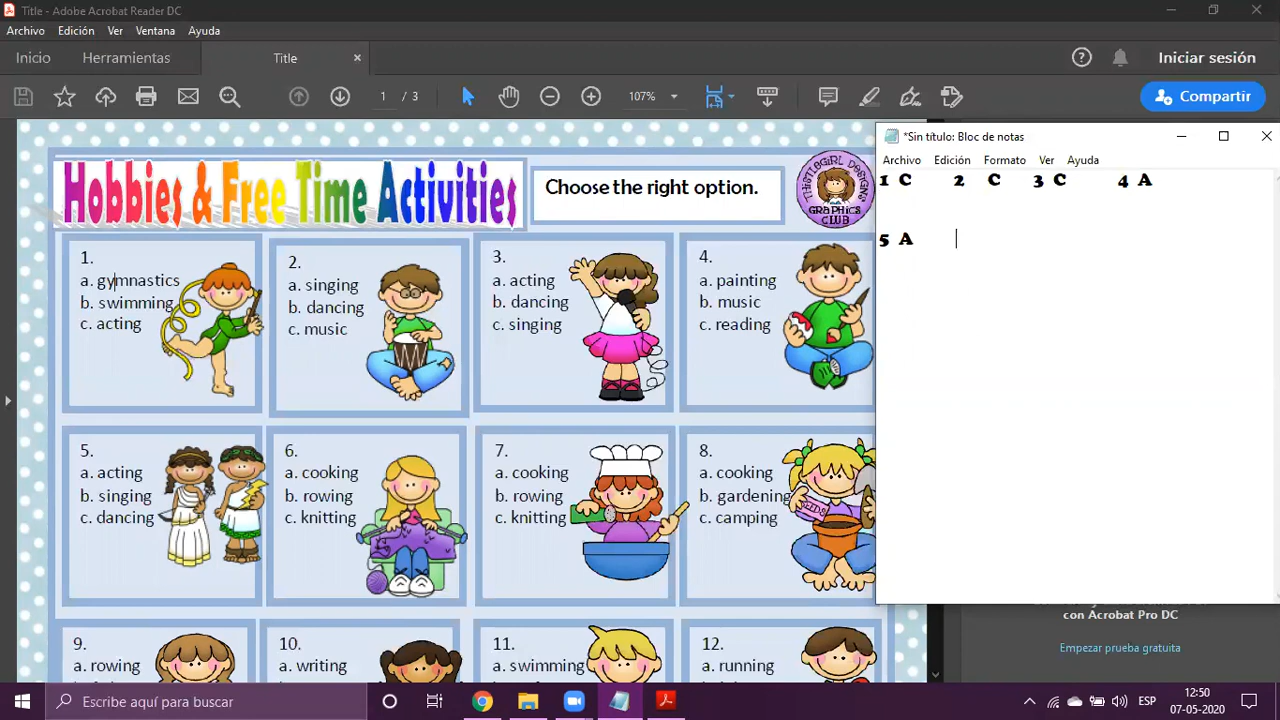 Title - Adobe Acrobat Reader DC
Archivo Edición Ver Ventana Ayuda
Inicio Herramientas Title × Iniciar sesión
1 / 3 107% Compartir
Hobbies & Free Time Activities
Choose the right option.
THISTLEGIRL DESIGNS
GRAPHICS
CLUB
1.
a. gymnastics
b. swimming
c. acting
2.
a. singing
b. dancing
c. music
3.
a. acting
b. dancing
c. singing
4.
a. painting
b. music
c. reading
5.
a. acting
b. singing
c. dancing
6.
a. cooking
b. rowing
c. knitting
7.
a. cooking
b. rowing
c. knitting
8.
a. cooking
b. gardening
c. camping
9.
a. rowing
10.
a. writing
11.
a. swimming
12.
a. running
*Sin título: Bloc de notas
Archivo Edición Formato Ver Ayuda
1 C 2 C 3 C 4 A
5 A
con Acrobat Pro DC
Empezar prueba gratuita
Escribe aquí para buscar
ESP
12:50
07-05-2020